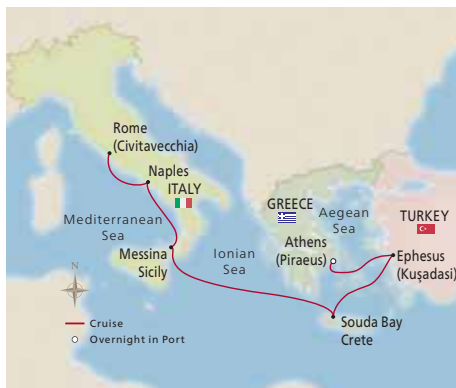 Rome
(Civitavecchia)
Naples
ITALY
GREECE
Aegean
Sea
TURKEY
Mediterranean
Sea
Athens
(Piraeus)
Ionian
Sea
Messina
Sicily
Ephesus
(Kuşadasi)
N
Souda Bay
Crete
Cruise
Overnight in Port